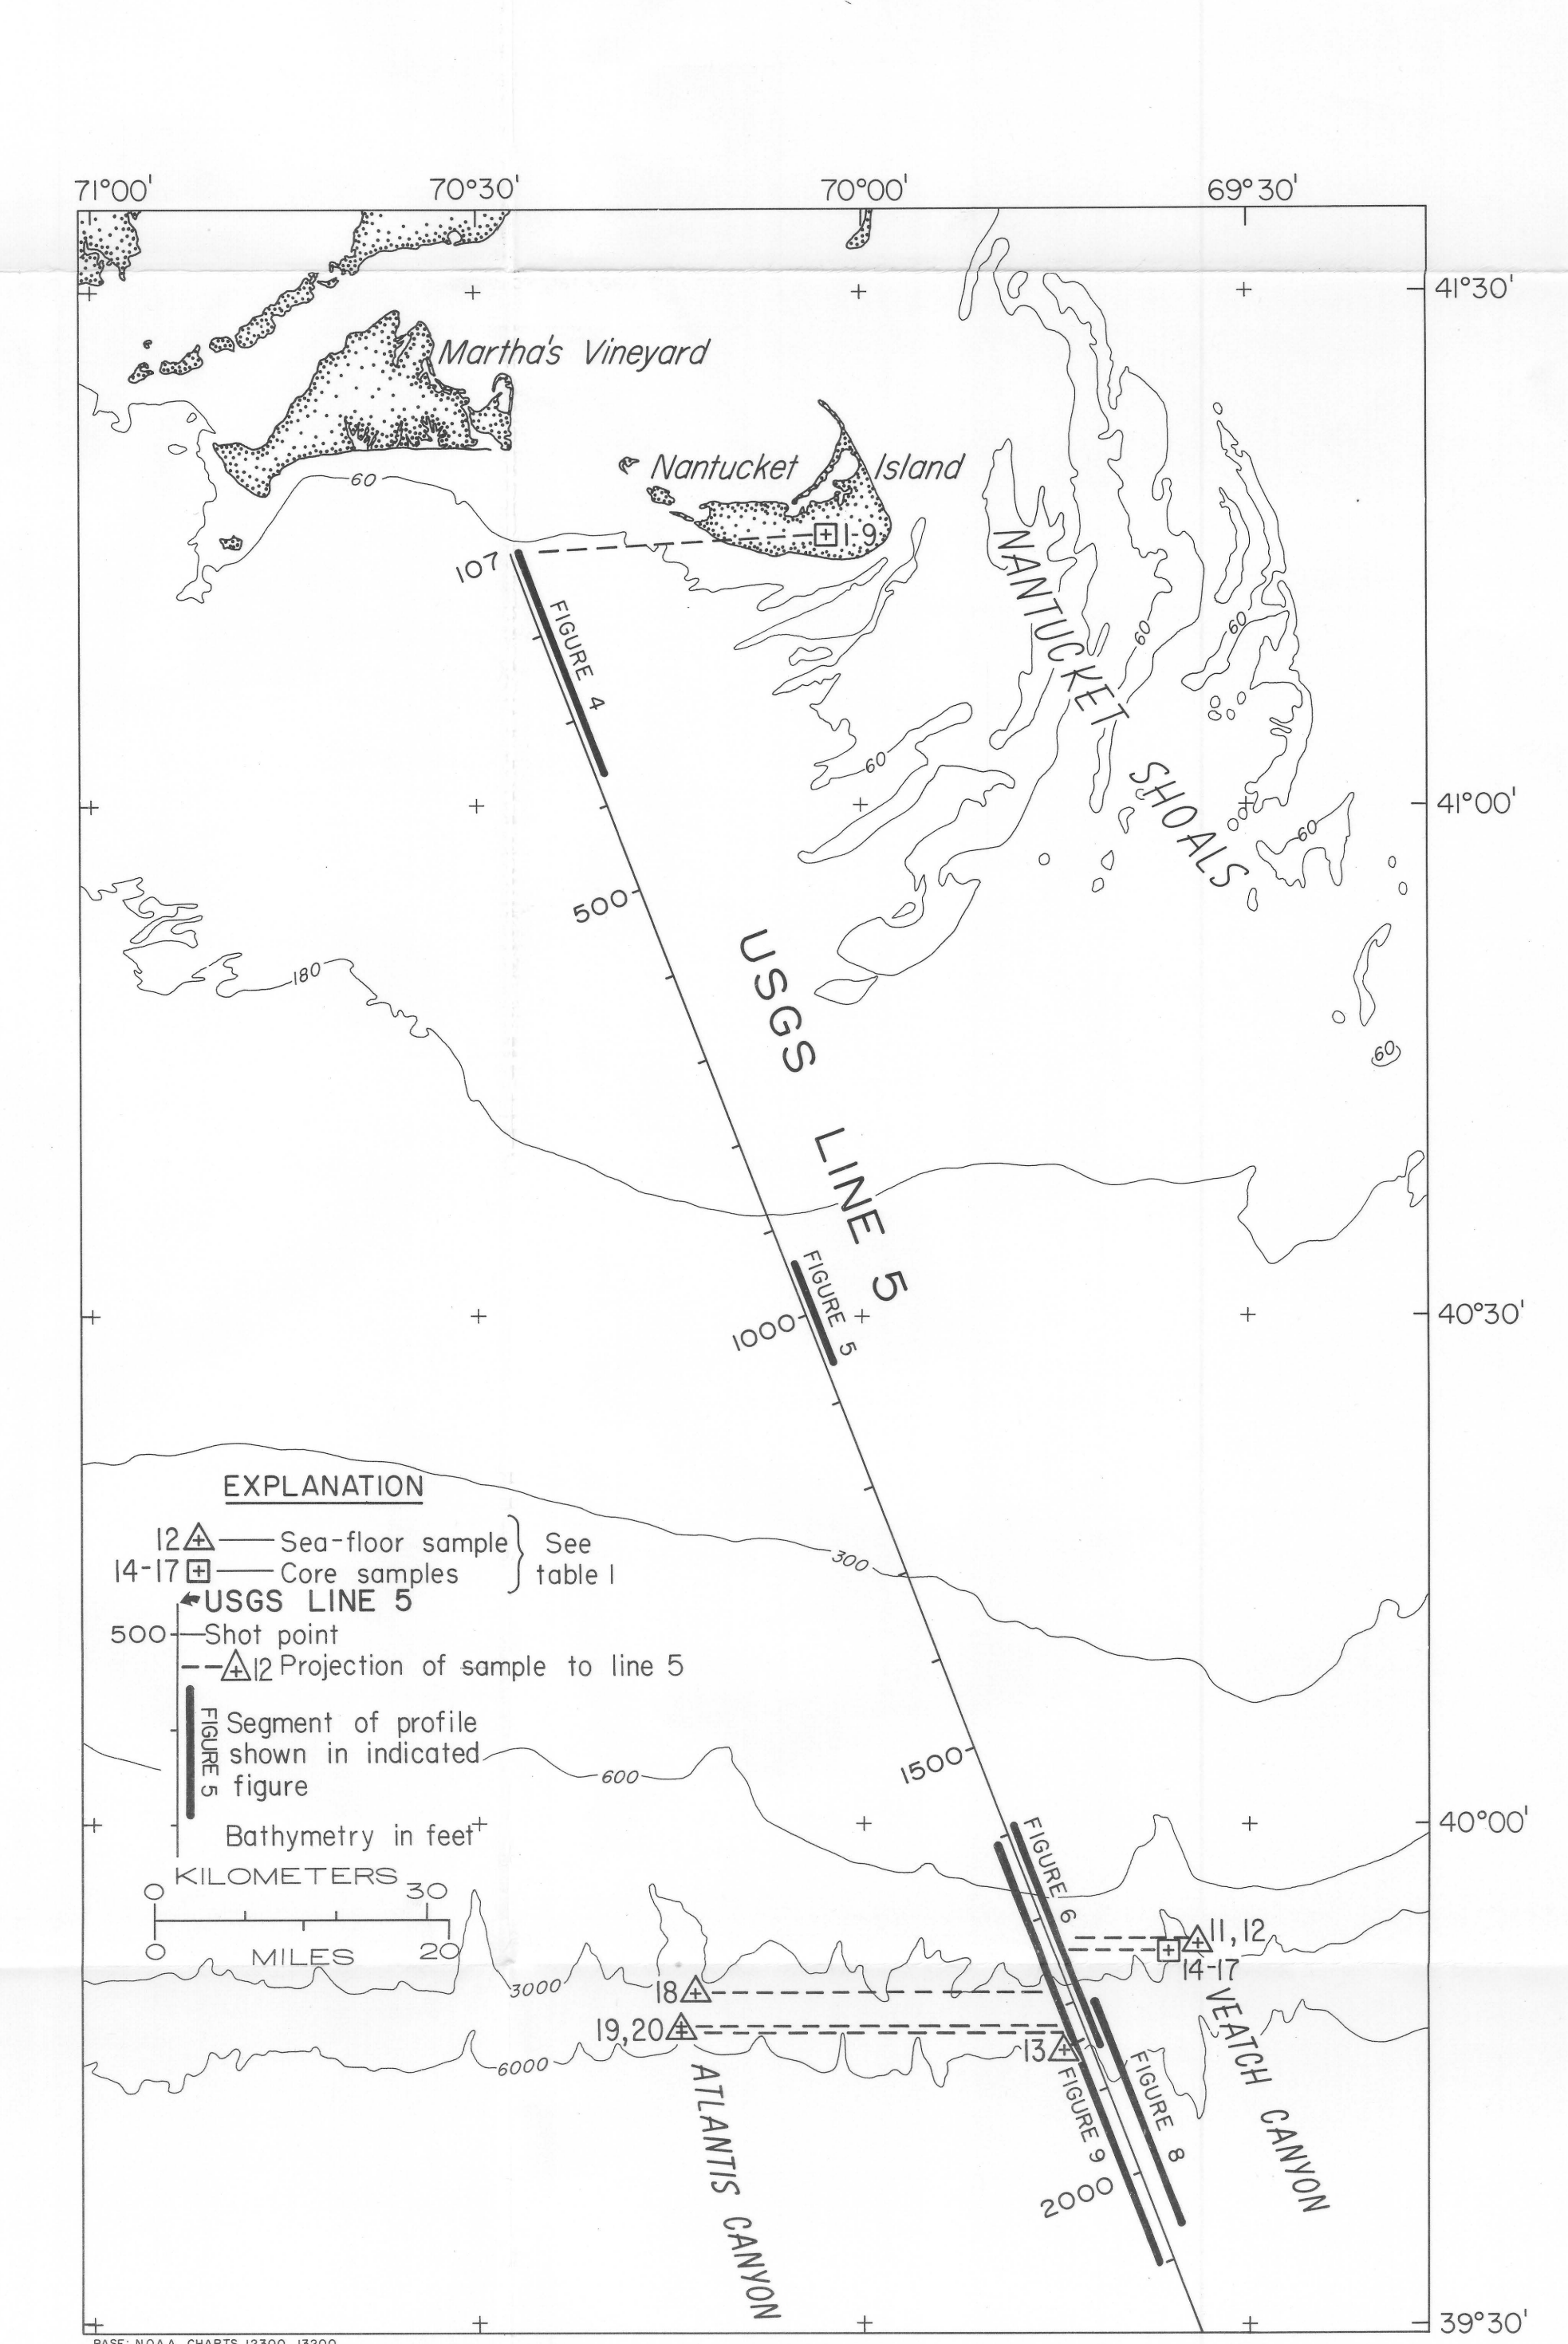 71°00' 70°30' 70°00' 69°30'
41°30'
Martha's Vineyard
Nantucket Island
60
1-9
107
NANTUCKET
FIGURE 4
60
60
SHOALS
60
41°00'
60
500
USGS
180
60
LINE 5
FIGURE 5
40°30'
1000
EXPLANATION
12 Sea-floor sample
14-17 Core samples
See
table 1
300
USGS LINE 5
500 Shot point
12 Projection of sample to line 5
FIGURE 5
Segment of profile
shown in indicated
figure
1500
600
40°00'
Bathymetry in feet
FIGURE 6
KILOMETERS
0 30
0 20
MILES
11,12
14-17
3000
18
19,20
13
VEATCH CANYON
6000
FIGURE 8
FIGURE 9
ATLANTIS CANYON
2000
39°30'
BASE: N.O.A.A. CHARTS 12300, 13200